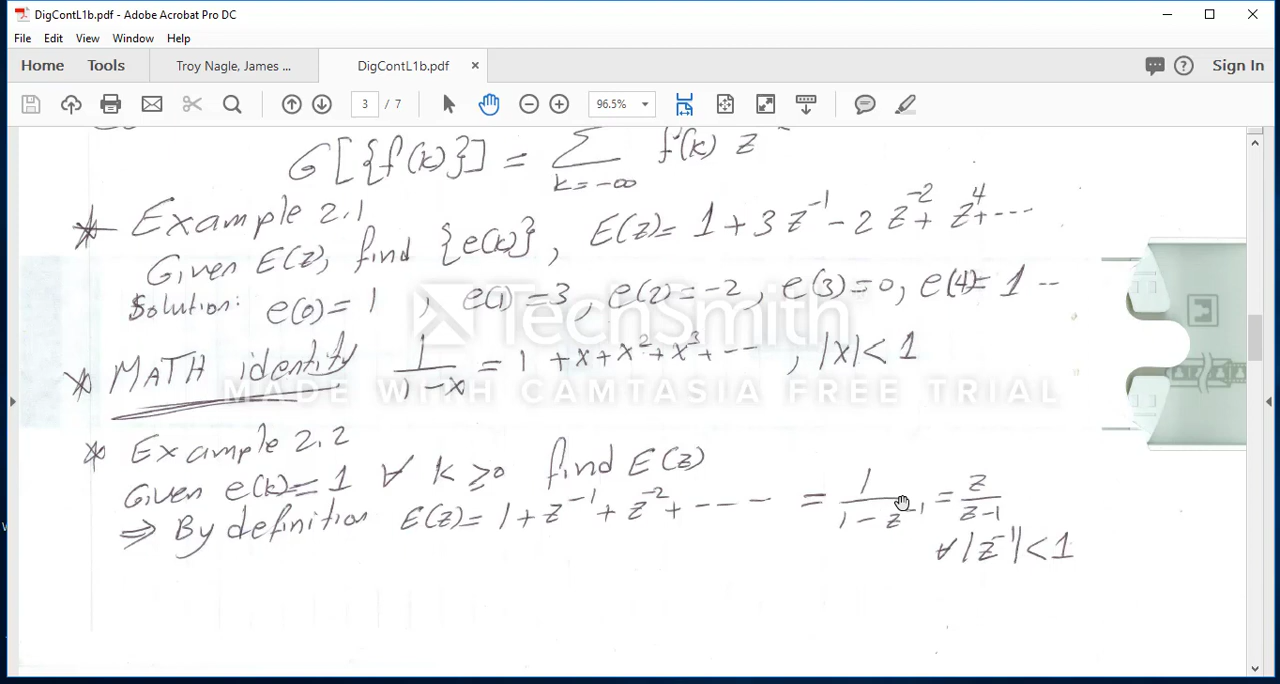 DigContL1b.pdf - Adobe Acrobat Pro DC
File Edit View Window Help
Home Tools Troy Nagle, James ... DigContL1b.pdf × Sign In
3 / 7 96.5%
G[{f(k)}] = Σ f(k) z
k=-∞
* Example 2.1
Given E(z), find {e(k)}, E(z)= 1+3z^-1 -2z^-2 + z^4 + ....
Solution: e(0)=1, e(1)=3, e(2)=-2, e(3)=0, e(4)=1 --
TechSmith
* MATH identity 1/(1-x) = 1+x+x^2+x^3+--- , |x|<1
MADE WITH CAMTASIA FREE TRIAL
* Example 2.2
Given e(k)=1 ∀ k≥0 find E(z)
⇒ By definition E(z)= 1+z^-1+z^-2+---- = 1/(1-z^-1) = z/(z-1)
∀|z^-1|<1